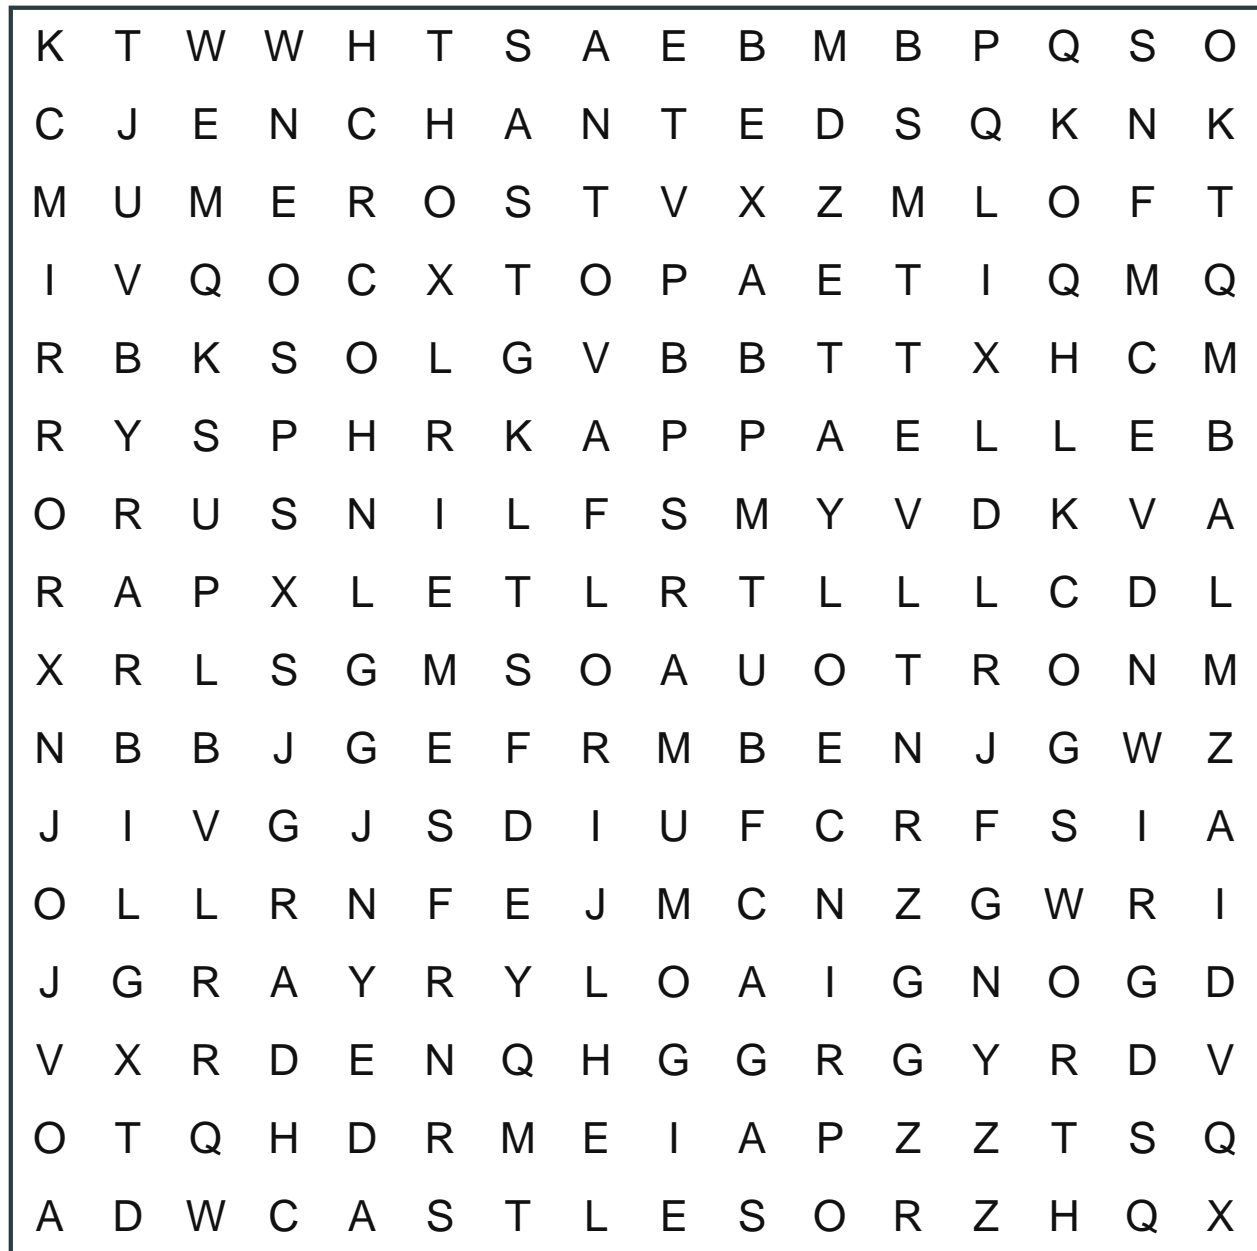 K T W W H T S A E B M B P Q S O
C J E N C H A N T E D S Q K N K
M U M E R O S T V X Z M L O F T
I V Q O C X T O P A E T I Q M Q
R B K S O L G V B B T T X H C M
R Y S P H R K A P P A E L L E B
O R U S N I L F S M Y V D K V A
R A P X L E T L R T L L L C D L
X R L S G M S O A U O T R O N M
N B B J G E F R M B E N J G W Z
J I V G J S D I U F C R F S I A
O L L R N F E J M C N Z G W R I
J G R A Y R Y L O A I G N O G D
V X R D E N Q H G G R G Y R D V
O T Q H D R M E I A P Z Z T S Q
A D W C A S T L E S O R Z H Q X